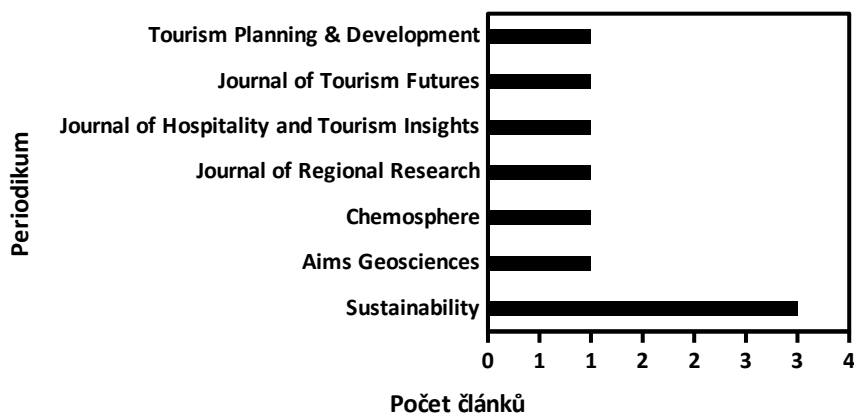 Tourism Planning & Development
Journal of Tourism Futures
Journal of Hospitality and Tourism Insights
Journal of Regional Research
Chemosphere
Aims Geosciences
Sustainability
Periodikum
0 1 1 2 2 3 3 4
Počet článků